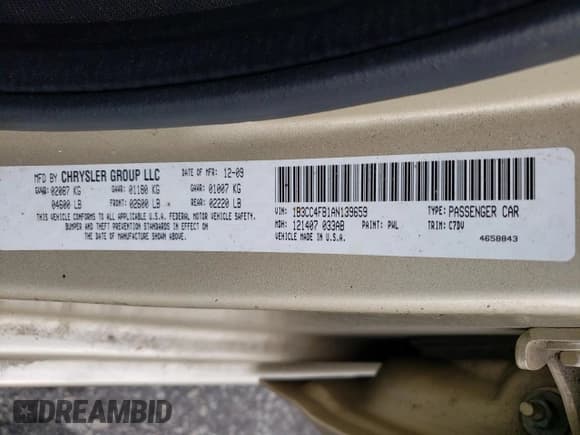 MFD BY CHRYSLER GROUP LLC DATE OF MFR: 12-09
GVWR: 02087 KG GAWR: 01180 KG GAWR: 01007 KG
04600 LB FRONT: 02600 LB REAR: 02220 LB
THIS VEHICLE CONFORMS TO ALL APPLICABLE U.S.A. FEDERAL MOTOR VEHICLE SAFETY,
BUMPER AND THEFT PREVENTION STANDARDS IN EFFECT ON
THE DATE OF MANUFACTURE SHOWN ABOVE.
VIN: 1B3CC4FB1AN139659 TYPE: PASSENGER CAR
MDH: 121407 033AB PAINT: PWL TRIM: C7DV
VEHICLE MADE IN U.S.A. 4658843
DREAMBID